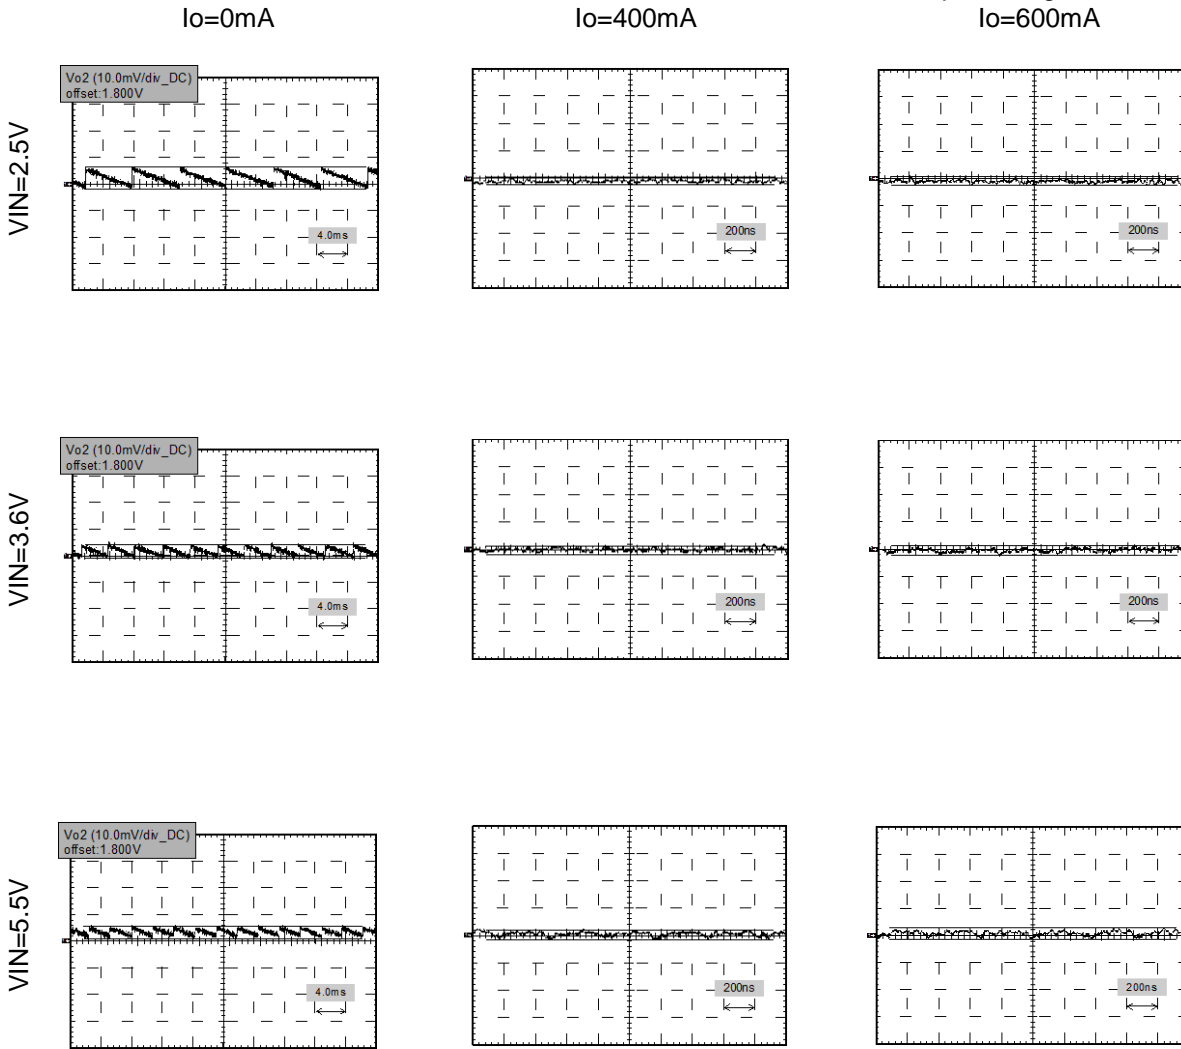 Io=0mA
Io=400mA
Io=600mA
VIN=2.5V
Vo2 (10.0mV/div_DC)
offset:1.800V
4.0ms
200ns
200ns
VIN=3.6V
Vo2 (10.0mV/div_DC)
offset:1.800V
4.0ms
200ns
200ns
VIN=5.5V
Vo2 (10.0mV/div_DC)
offset:1.800V
4.0ms
200ns
200ns